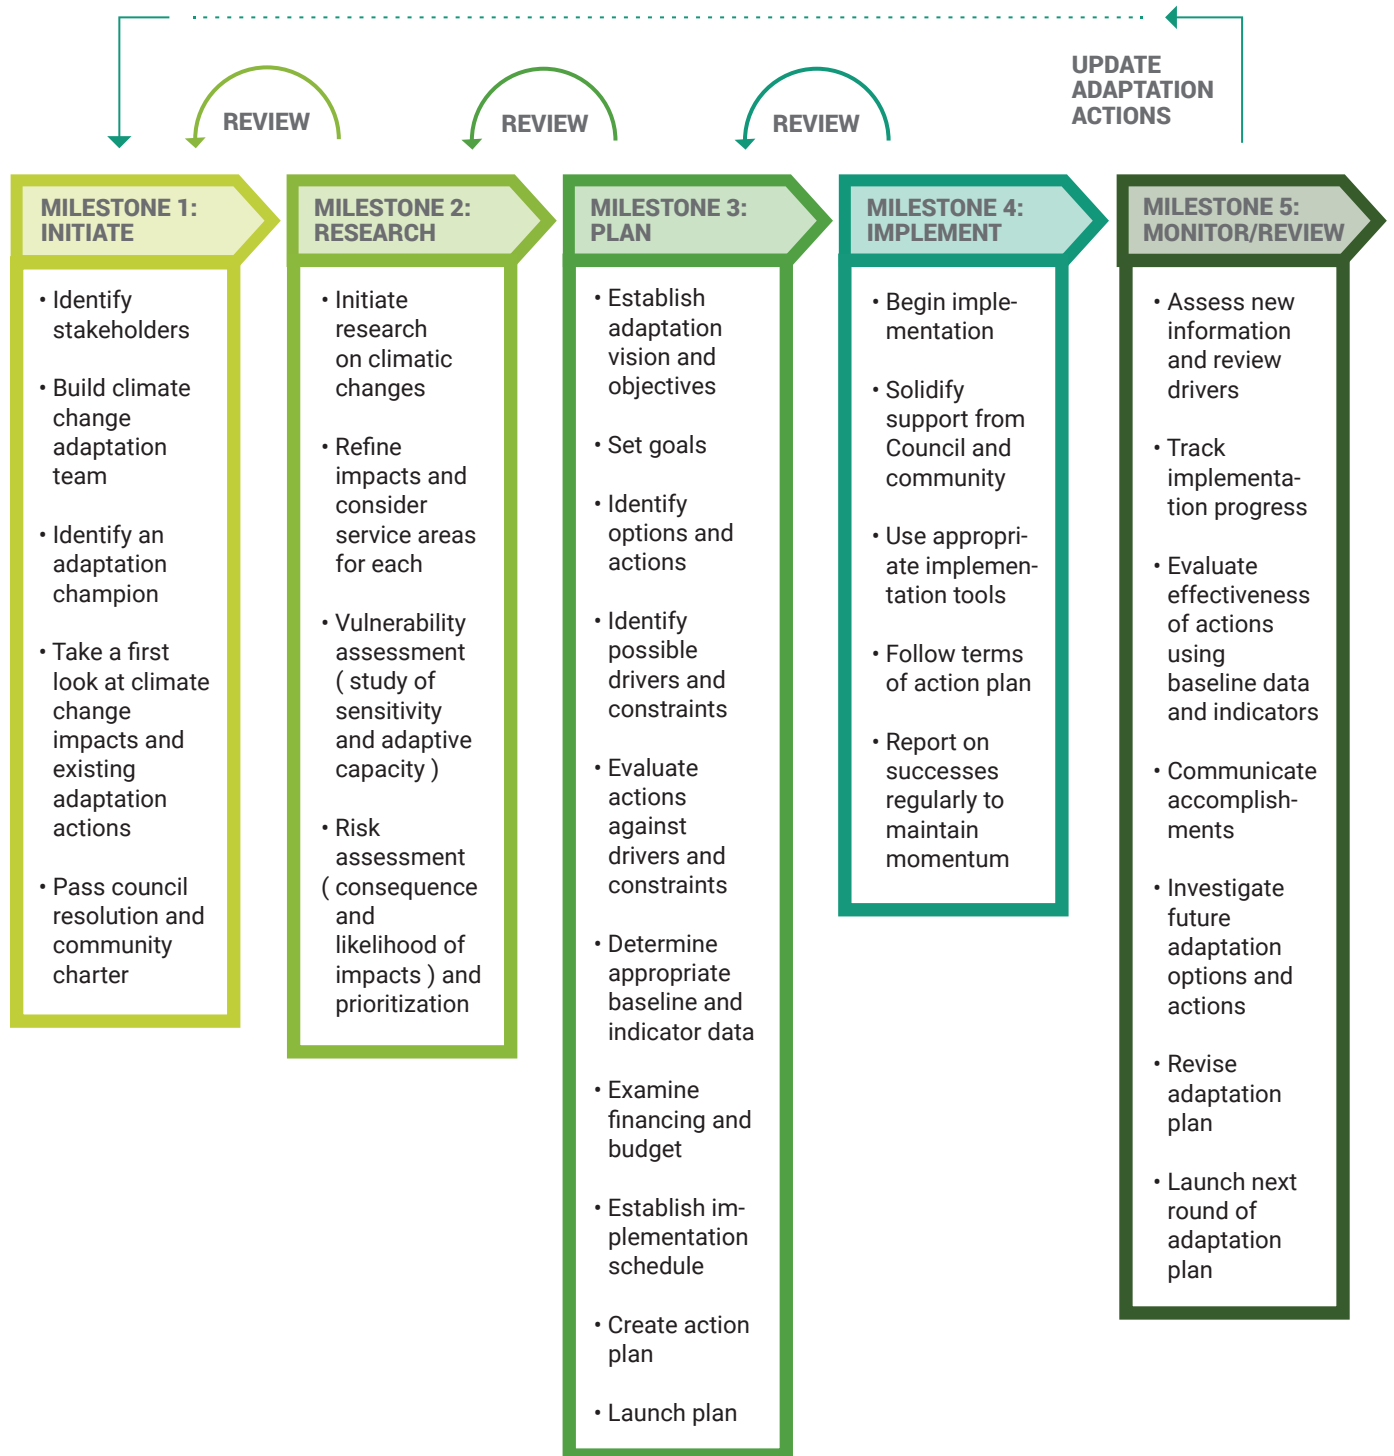 UPDATE
ADAPTATION
ACTIONS
REVIEW
REVIEW
REVIEW
MILESTONE 1:
INITIATE
• Identify
stakeholders
• Build climate
change
adaptation
team
• Identify an
adaptation
champion
• Take a first
look at climate
change
impacts and
existing
adaptation
actions
• Pass council
resolution and
community
charter
MILESTONE 2:
RESEARCH
• Initiate
research
on climatic
changes
• Refine
impacts and
consider
service areas
for each
• Vulnerability
assessment
( study of
sensitivity
and adaptive
capacity )
• Risk
assessment
( consequence
and
likelihood of
impacts ) and
prioritization
MILESTONE 3:
PLAN
• Establish
adaptation
vision and
objectives
• Set goals
• Identify
options and
actions
• Identify
possible
drivers and
constraints
• Evaluate
actions
against
drivers and
constraints
• Determine
appropriate
baseline and
indicator data
• Examine
financing and
budget
• Establish im-
plementation
schedule
• Create action
plan
• Launch plan
MILESTONE 4:
IMPLEMENT
• Begin imple-
mentation
• Solidify
support from
Council and
community
• Use appropri-
ate implemen-
tation tools
• Follow terms
of action plan
• Report on
successes
regularly to
maintain
momentum
MILESTONE 5:
MONITOR/REVIEW
• Assess new
information
and review
drivers
• Track
implementa-
tion progress
• Evaluate
effectiveness
of actions
using
baseline data
and indicators
• Communicate
accomplish-
ments
• Investigate
future
adaptation
options and
actions
• Revise
adaptation
plan
• Launch next
round of
adaptation
plan